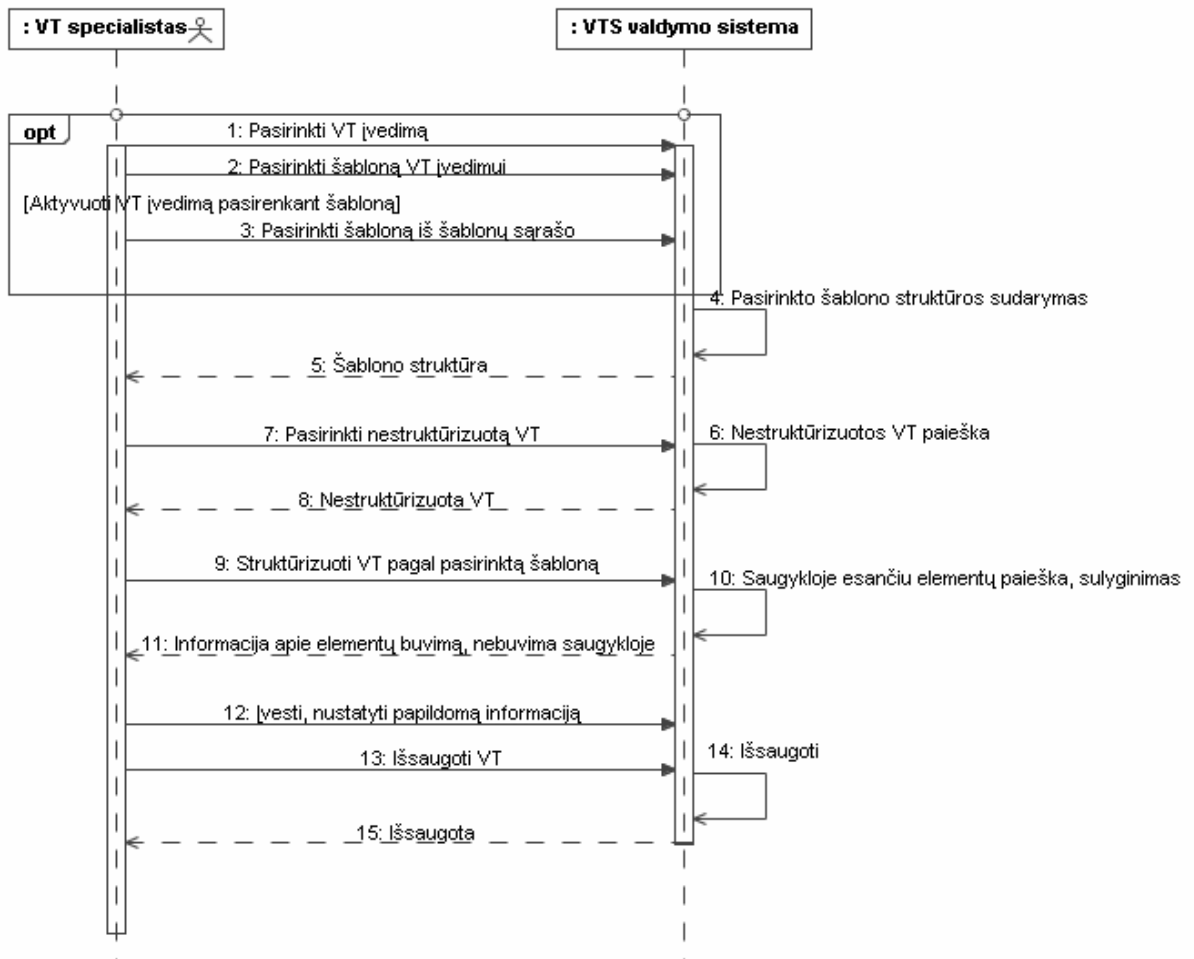 : VT specialistas
: VTS valdymo sistema
opt
1: Pasirinkti VT įvedimą
2: Pasirinkti šabloną VT įvedimui
[Aktyvuoti VT įvedimą pasirenkant šabloną]
3: Pasirinkti šabloną iš šablonų sąrašo
4: Pasirinkto šablono struktūros sudarymas
5: Šablono struktūra
7: Pasirinkti nestruktūrizuotą VT
6: Nestruktūrizuotos VT paieška
8: Nestruktūrizuota VT
9: Struktūrizuoti VT pagal pasirinktą šabloną
10: Saugykloje esančiu elementų paieška, sulyginimas
11: Informacija apie elementų buvimą, nebuvima saugykloje
12: Įvesti, nustatyti papildomą informaciją
13: Išsaugoti VT
14: Išsaugoti
15: Išsaugota